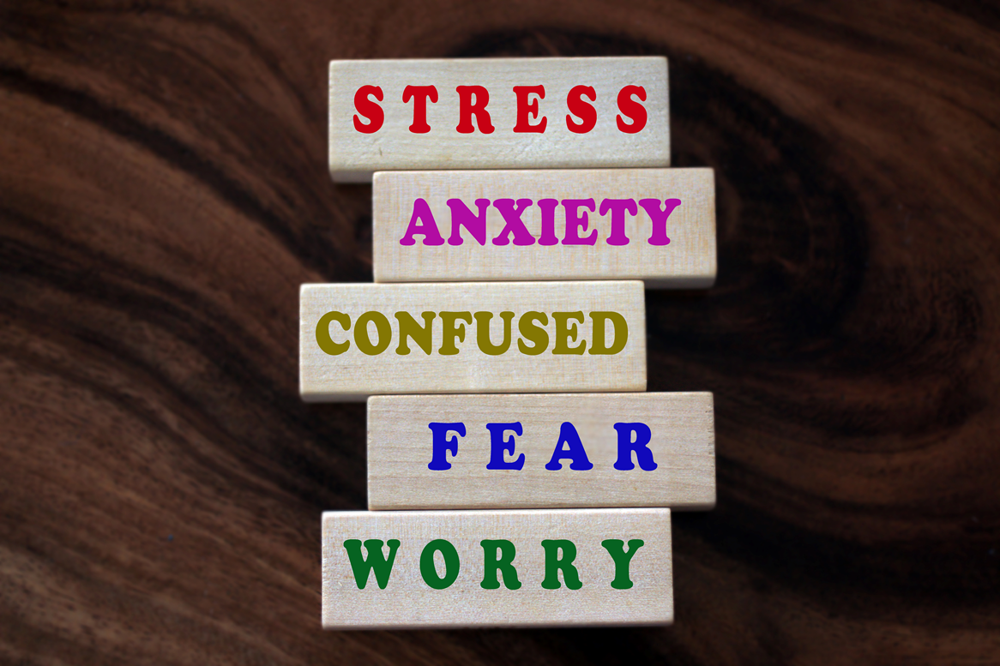 STRESS
ANXIETY
CONFUSED
FEAR
WORRY